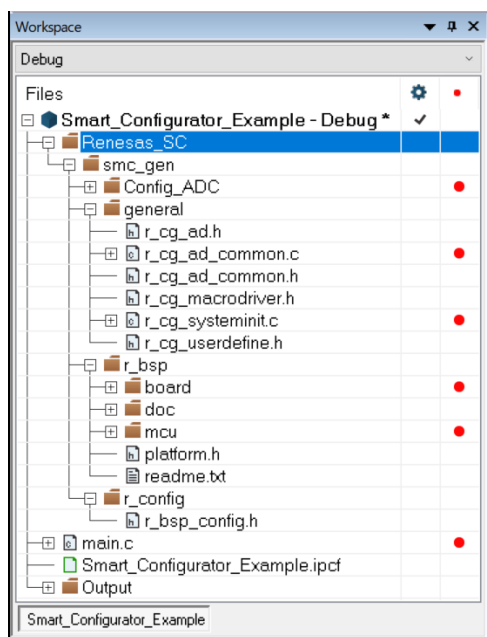 Workspace
Debug
Files
Smart_Configurator_Example - Debug *
Renesas_SC
smc_gen
Config_ADC
general
r_cg_ad.h
r_cg_ad_common.c
r_cg_ad_common.h
r_cg_macrodriver.h
r_cg_systeminit.c
r_cg_userdefine.h
r_bsp
board
doc
mcu
platform.h
readme.txt
r_config
r_bsp_config.h
main.c
Smart_Configurator_Example.ipcf
Output
Smart_Configurator_Example